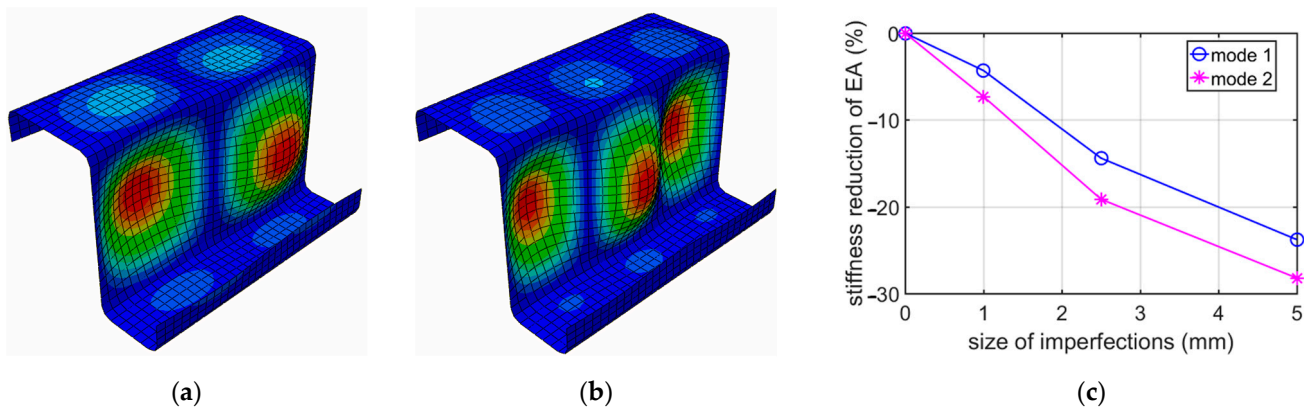 0
−10
−20
−30
stiffness reduction of EA (%)
mode 1
mode 2
0 1 2 3 4 5
size of imperfections (mm)
(a) (b) (c)